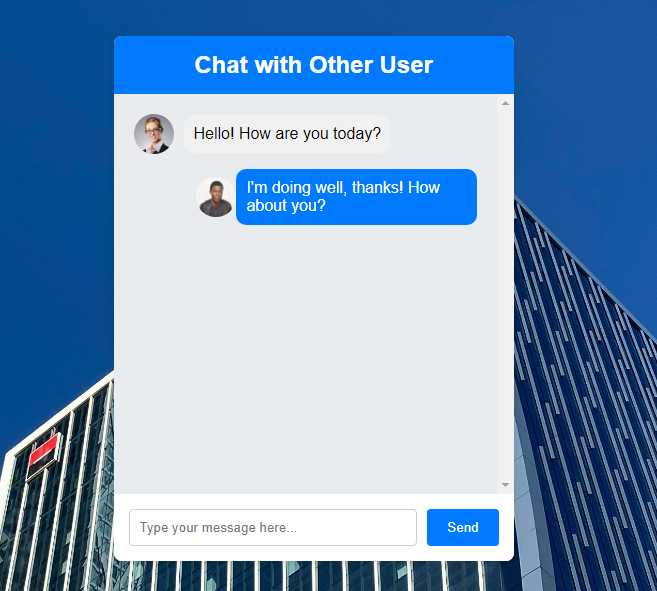 Chat with Other User
Hello! How are you today?
I'm doing well, thanks! How
about you?
Type your message here...
Send